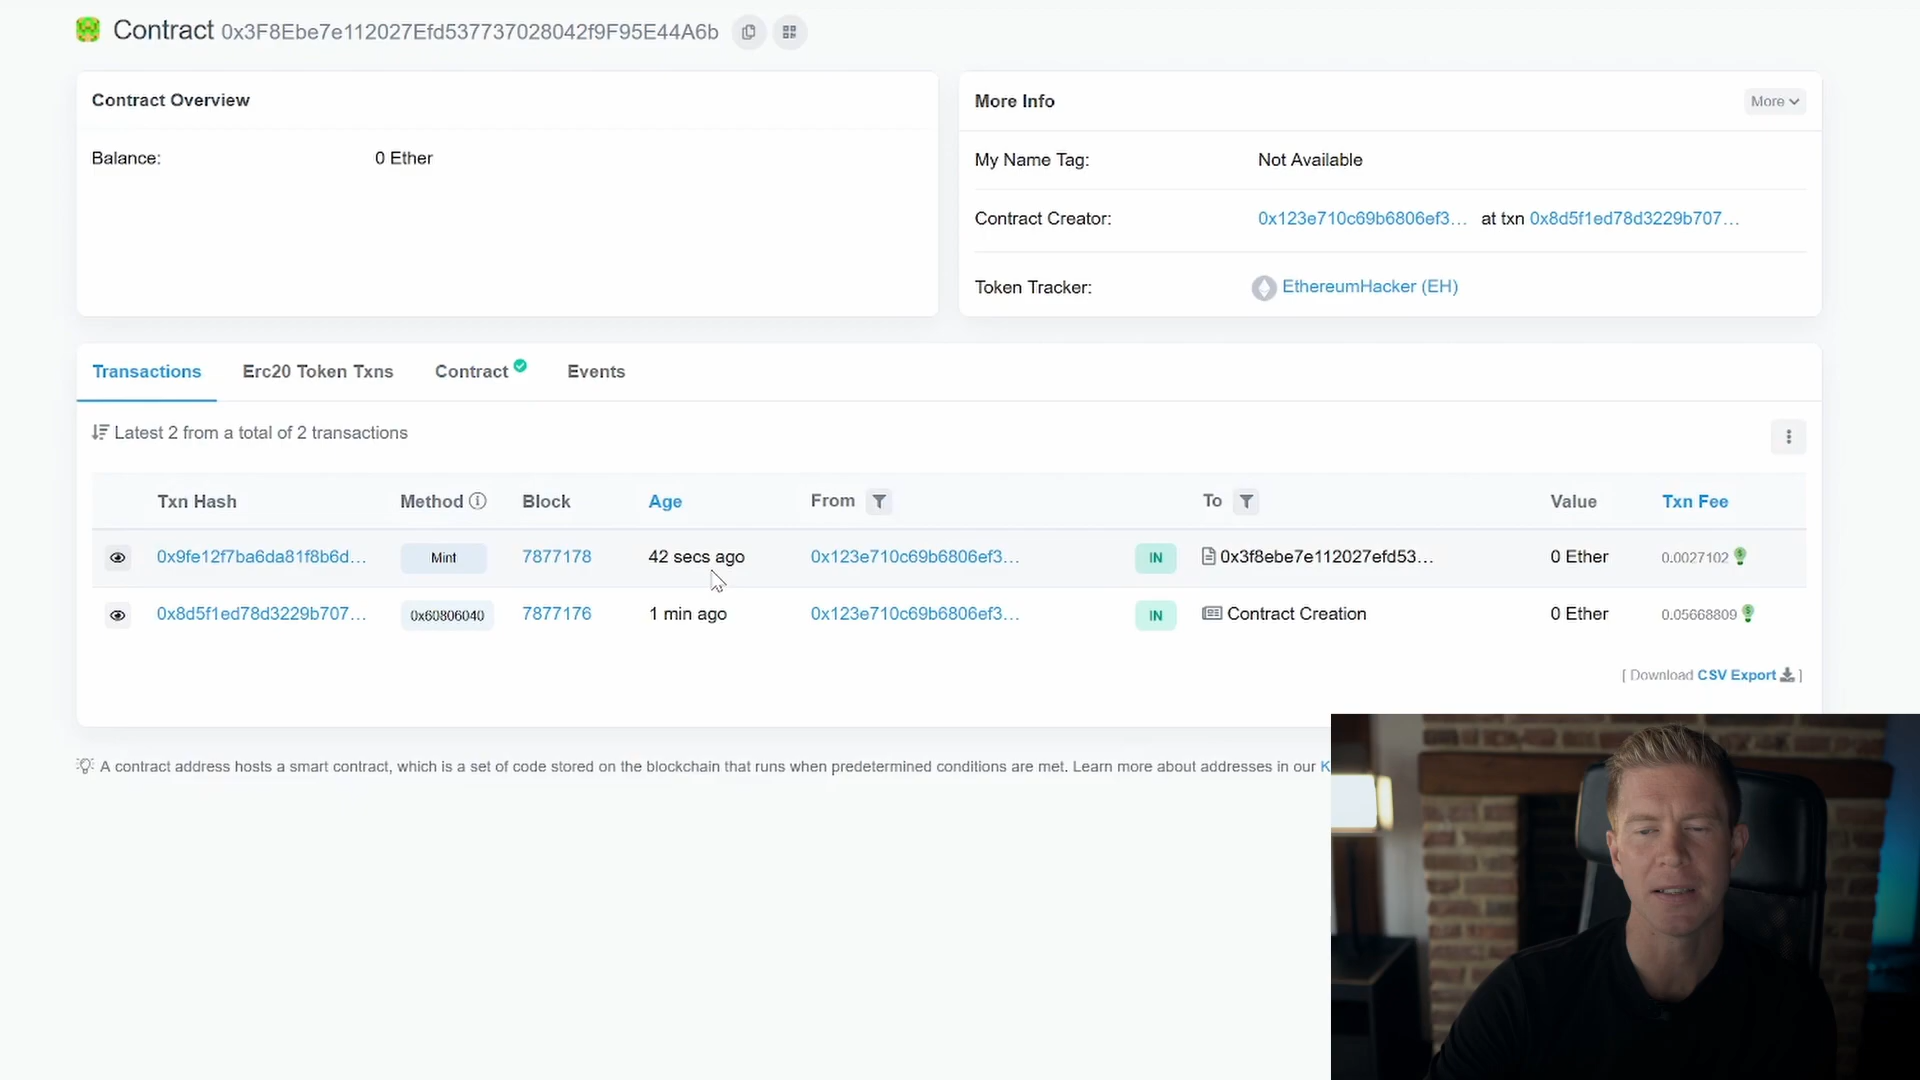 Contract 0x3F8Ebe7e112027Efd537737028042f9F95E44A6b
Contract Overview
Balance: 0 Ether
More Info
More
My Name Tag: Not Available
Contract Creator: 0x123e710c69b6806ef3... at txn 0x8d5f1ed78d3229b707...
Token Tracker: EthereumHacker (EH)
Transactions Erc20 Token Txns Contract Events
Latest 2 from a total of 2 transactions
Txn Hash Method Block Age From To Value Txn Fee
0x9fe12f7ba6da81f8b6d... Mint 7877178 42 secs ago 0x123e710c69b6806ef3... IN 0x3f8ebe7e112027efd53... 0 Ether 0.0027102
0x8d5f1ed78d3229b707... 0x60806040 7877176 1 min ago 0x123e710c69b6806ef3... IN Contract Creation 0 Ether 0.05668809
[ Download CSV Export ]
A contract address hosts a smart contract, which is a set of code stored on the blockchain that runs when predetermined conditions are met. Learn more about addresses in our K